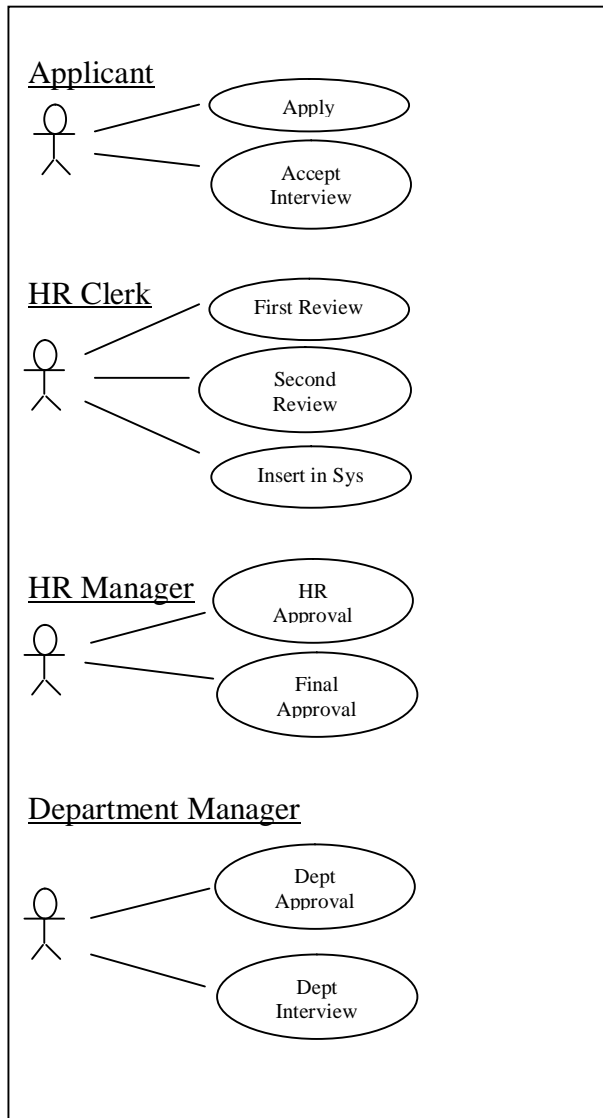 Applicant
Apply
Accept
Interview
HR Clerk
First Review
Second
Review
Insert in Sys
HR Manager
HR
Approval
Final
Approval
Department Manager
Dept
Approval
Dept
Interview